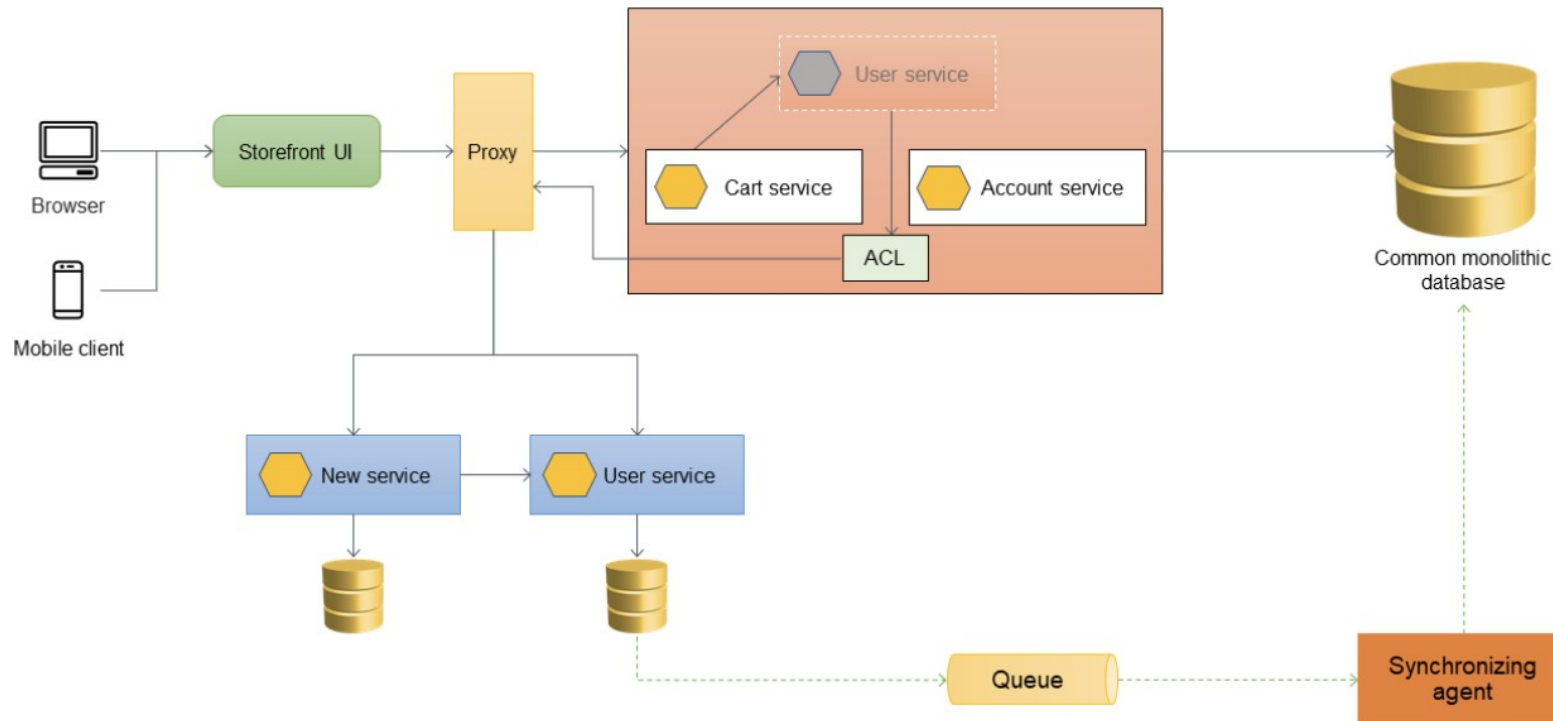 User service
Storefront UI
Proxy
Cart service
Account service
Browser
ACL
Common monolithic
database
Mobile client
New service
User service
Queue
Synchronizing
agent